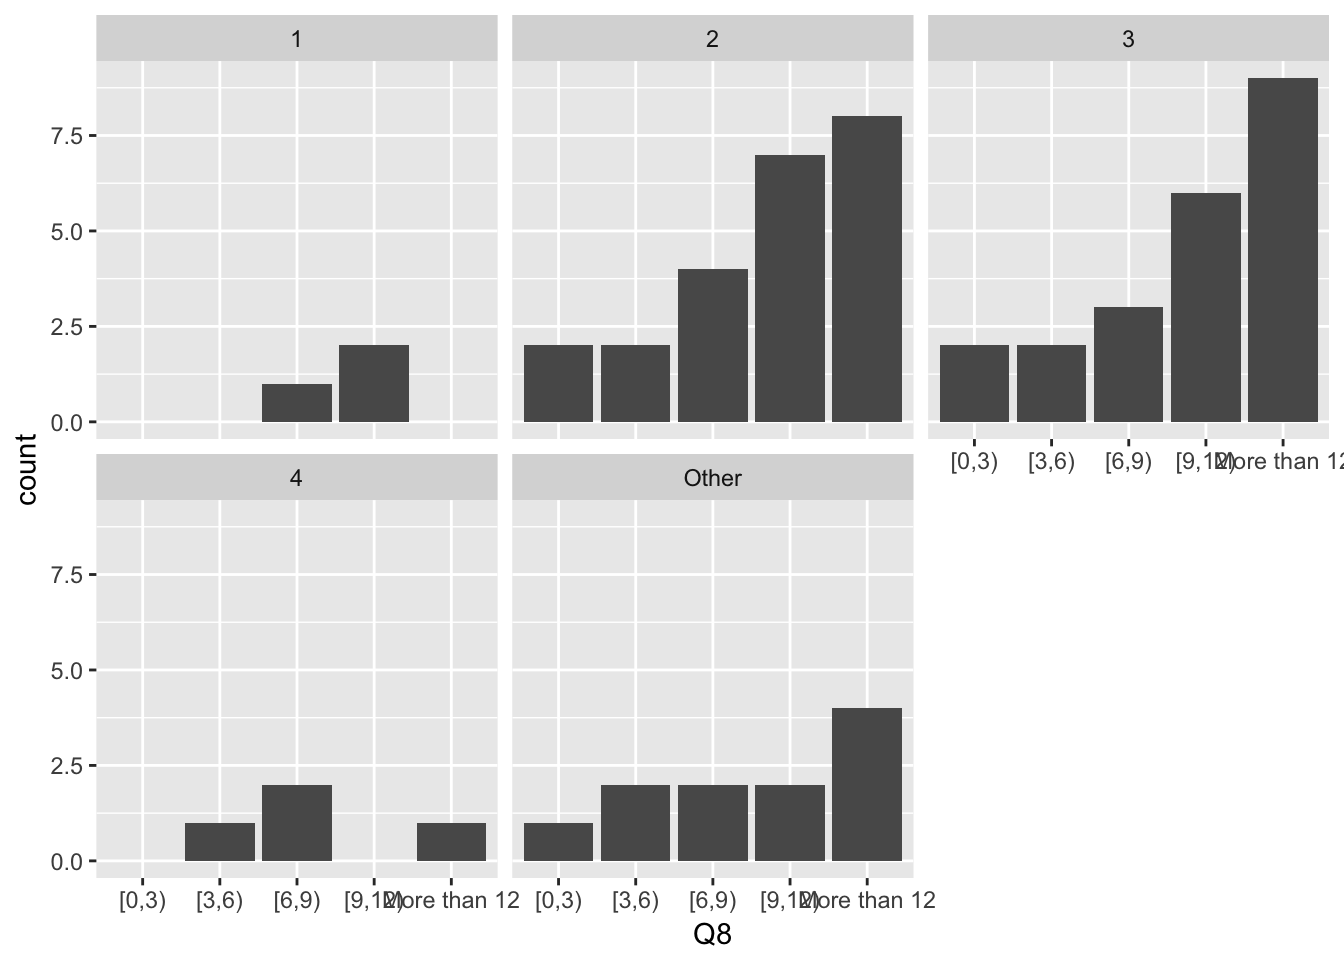 1 2 3
7.5
5.0
2.5
0.0
[0,3) [3,6) [6,9) [9,12) More than 12
count
4 Other
7.5
5.0
2.5
0.0
[0,3) [3,6) [6,9) [9,12) More than 12 [0,3) [3,6) [6,9) [9,12) More than 12
Q8